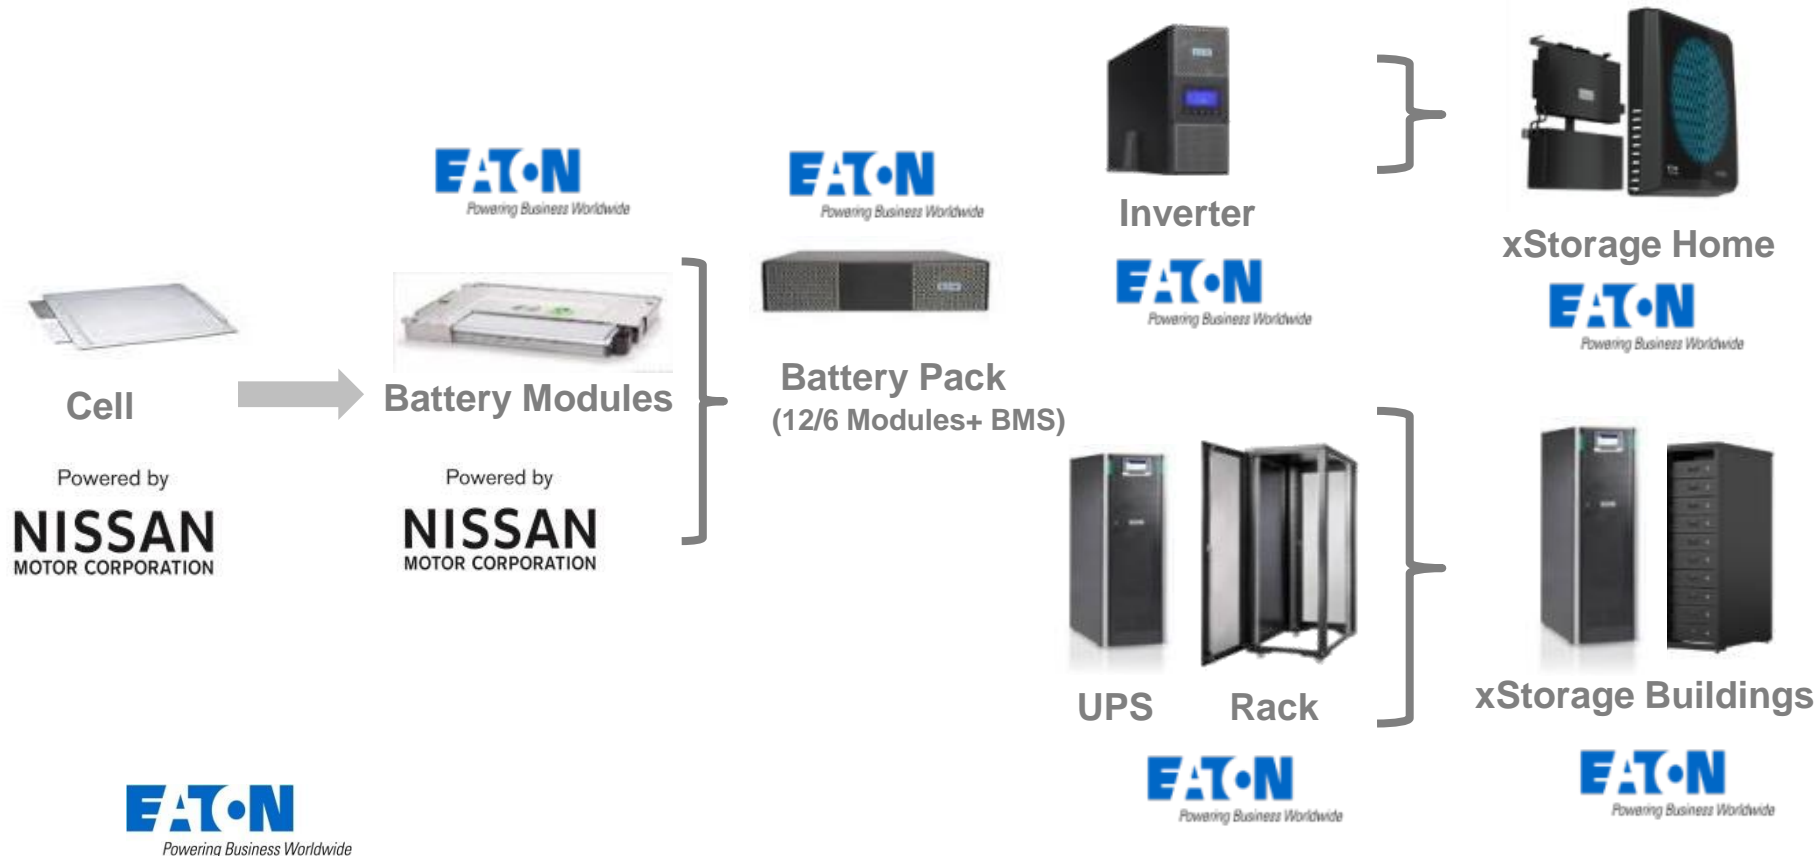 EATON
Powering Business Worldwide
EATON
Powering Business Worldwide
Inverter
EATON
Powering Business Worldwide
xStorage Home
EATON
Powering Business Worldwide
Cell
Battery Modules
Battery Pack
(12/6 Modules+ BMS)
Powered by
NISSAN
MOTOR CORPORATION
Powered by
NISSAN
MOTOR CORPORATION
UPS
Rack
xStorage Buildings
EATON
Powering Business Worldwide
EATON
Powering Business Worldwide
EATON
Powering Business Worldwide